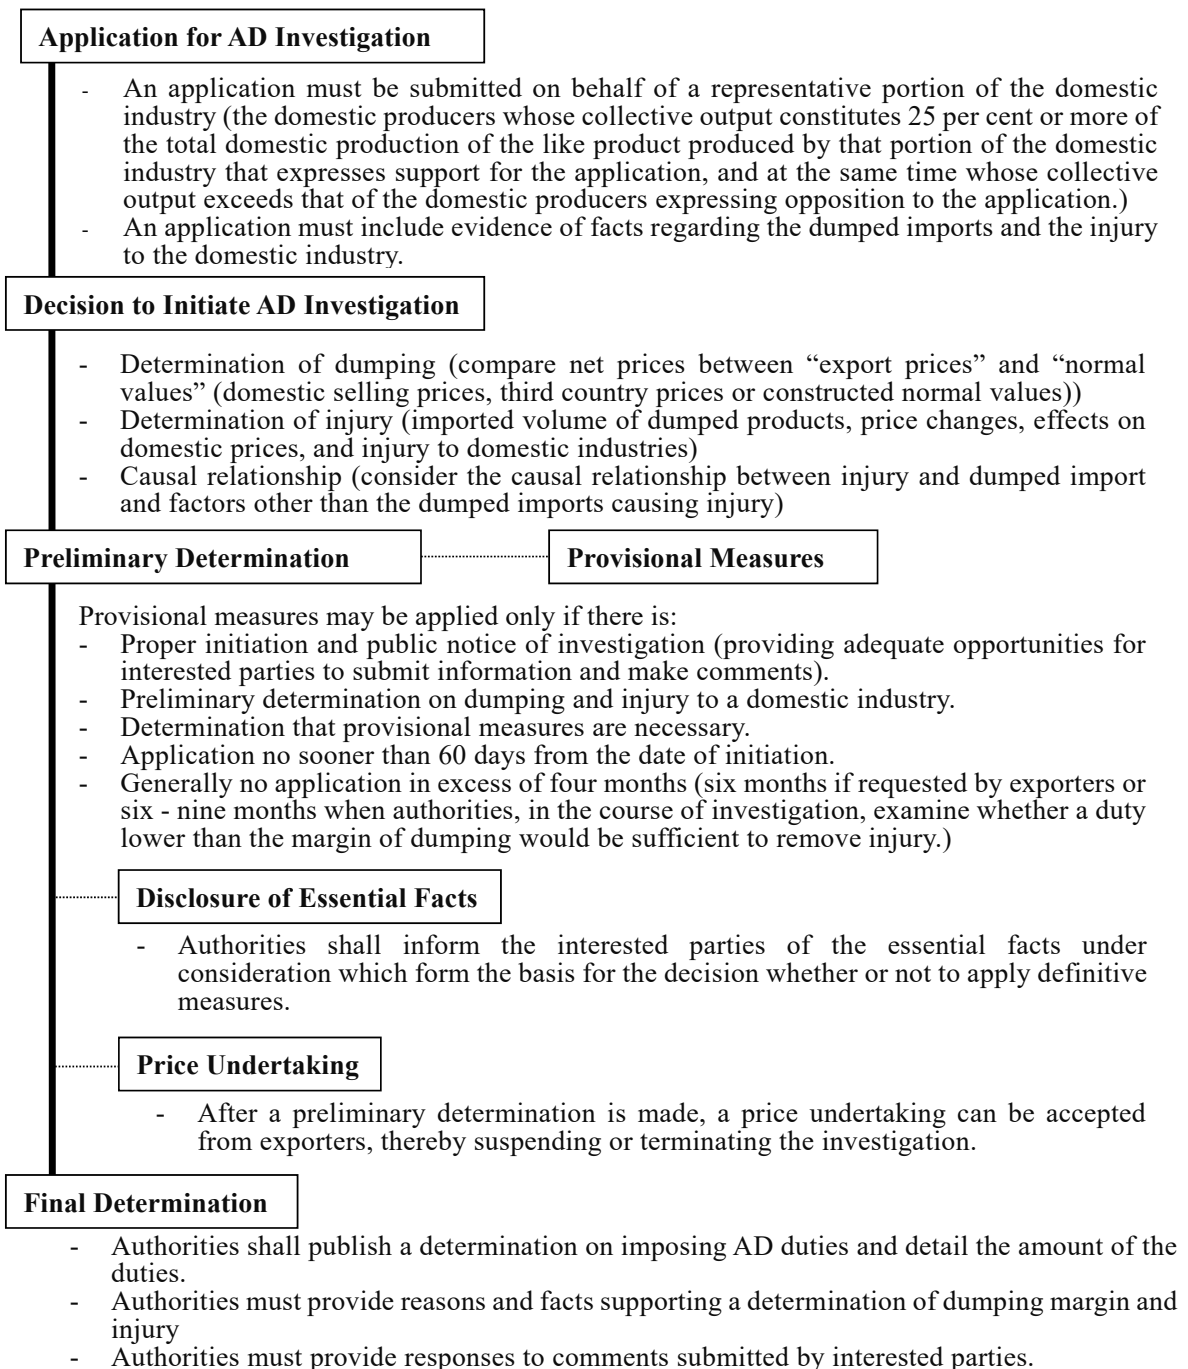 Application for AD Investigation
- An application must be submitted on behalf of a representative portion of the domestic
industry (the domestic producers whose collective output constitutes 25 per cent or more of
the total domestic production of the like product produced by that portion of the domestic
industry that expresses support for the application, and at the same time whose collective
output exceeds that of the domestic producers expressing opposition to the application.)
- An application must include evidence of facts regarding the dumped imports and the injury
to the domestic industry.
Decision to Initiate AD Investigation
- Determination of dumping (compare net prices between “export prices” and “normal
values” (domestic selling prices, third country prices or constructed normal values))
- Determination of injury (imported volume of dumped products, price changes, effects on
domestic prices, and injury to domestic industries)
- Causal relationship (consider the causal relationship between injury and dumped import
and factors other than the dumped imports causing injury)
Preliminary Determination Provisional Measures
Provisional measures may be applied only if there is:
- Proper initiation and public notice of investigation (providing adequate opportunities for
interested parties to submit information and make comments).
- Preliminary determination on dumping and injury to a domestic industry.
- Determination that provisional measures are necessary.
- Application no sooner than 60 days from the date of initiation.
- Generally no application in excess of four months (six months if requested by exporters or
six - nine months when authorities, in the course of investigation, examine whether a duty
lower than the margin of dumping would be sufficient to remove injury.)
Disclosure of Essential Facts
- Authorities shall inform the interested parties of the essential facts under
consideration which form the basis for the decision whether or not to apply definitive
measures.
Price Undertaking
- After a preliminary determination is made, a price undertaking can be accepted
from exporters, thereby suspending or terminating the investigation.
Final Determination
- Authorities shall publish a determination on imposing AD duties and detail the amount of the
duties.
- Authorities must provide reasons and facts supporting a determination of dumping margin and
injury
- Authorities must provide responses to comments submitted by interested parties.